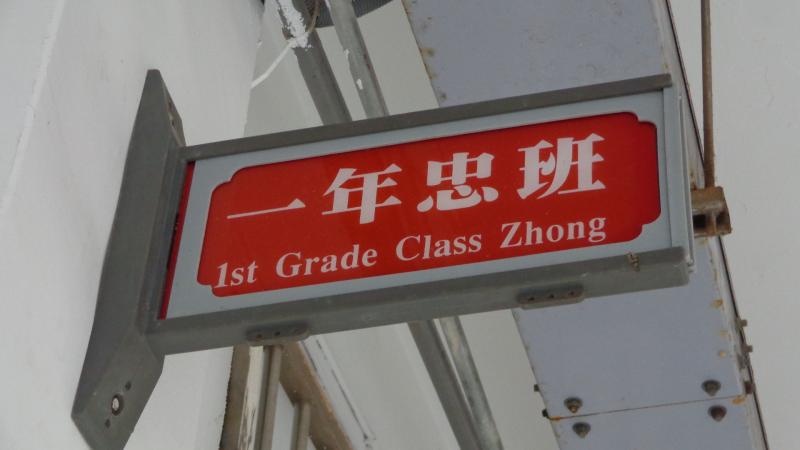 一年忠班
1st Grade Class Zhong